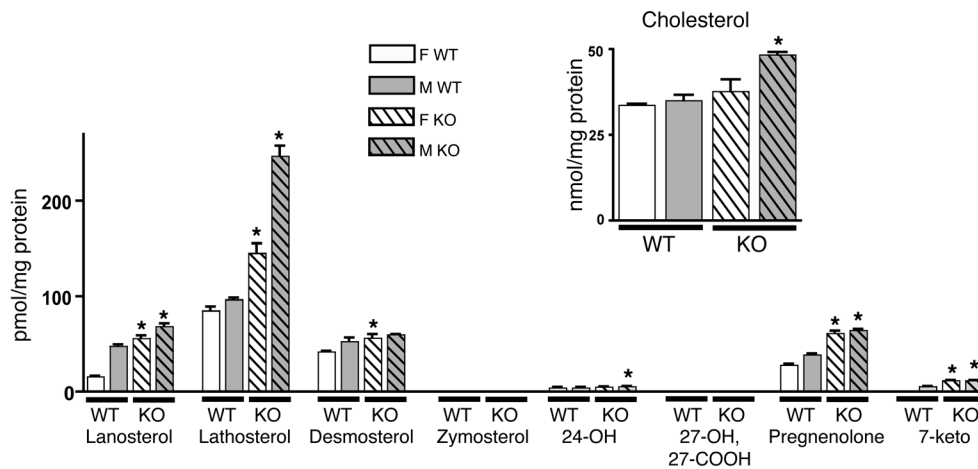 Cholesterol
F WT
M WT
F KO
M KO
50
25
0
nmol/mg protein
*
WT KO
200
100
0
pmol/mg protein
* * * * * * * * * *
WT KO WT KO WT KO WT KO WT KO WT KO WT KO WT KO
Lanosterol Lathosterol Desmosterol Zymosterol 24-OH 27-OH, Pregnenolone 7-keto
27-COOH